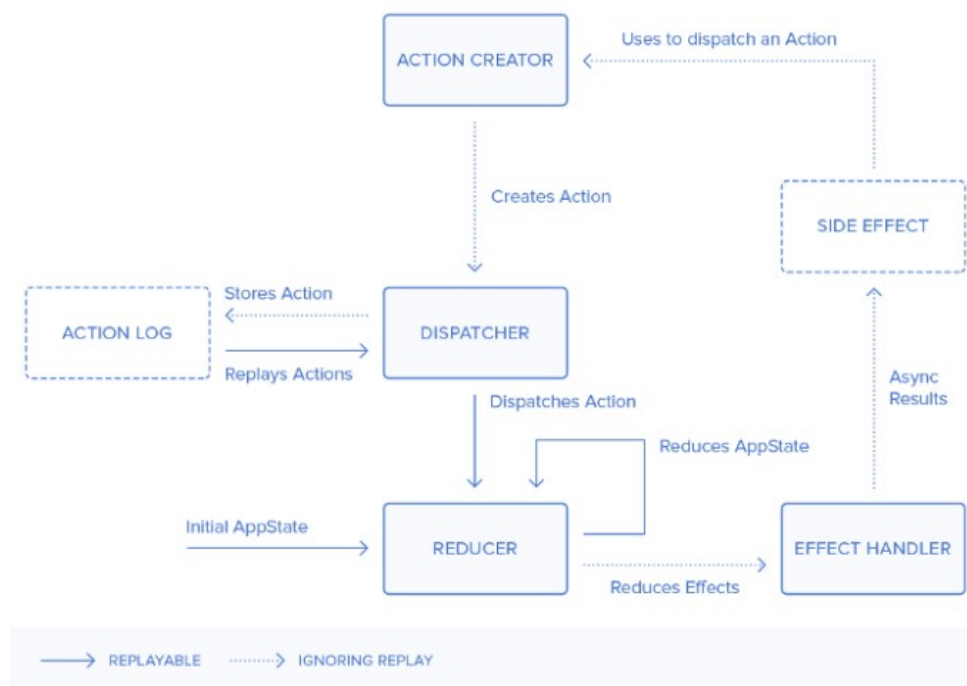 ACTION CREATOR
Uses to dispatch an Action
Creates Action
SIDE EFFECT
Stores Action
ACTION LOG
DISPATCHER
Replays Actions
Async
Results
Dispatches Action
Reduces AppState
Initial AppState
REDUCER
EFFECT HANDLER
Reduces Effects
REPLAYABLE
IGNORING REPLAY